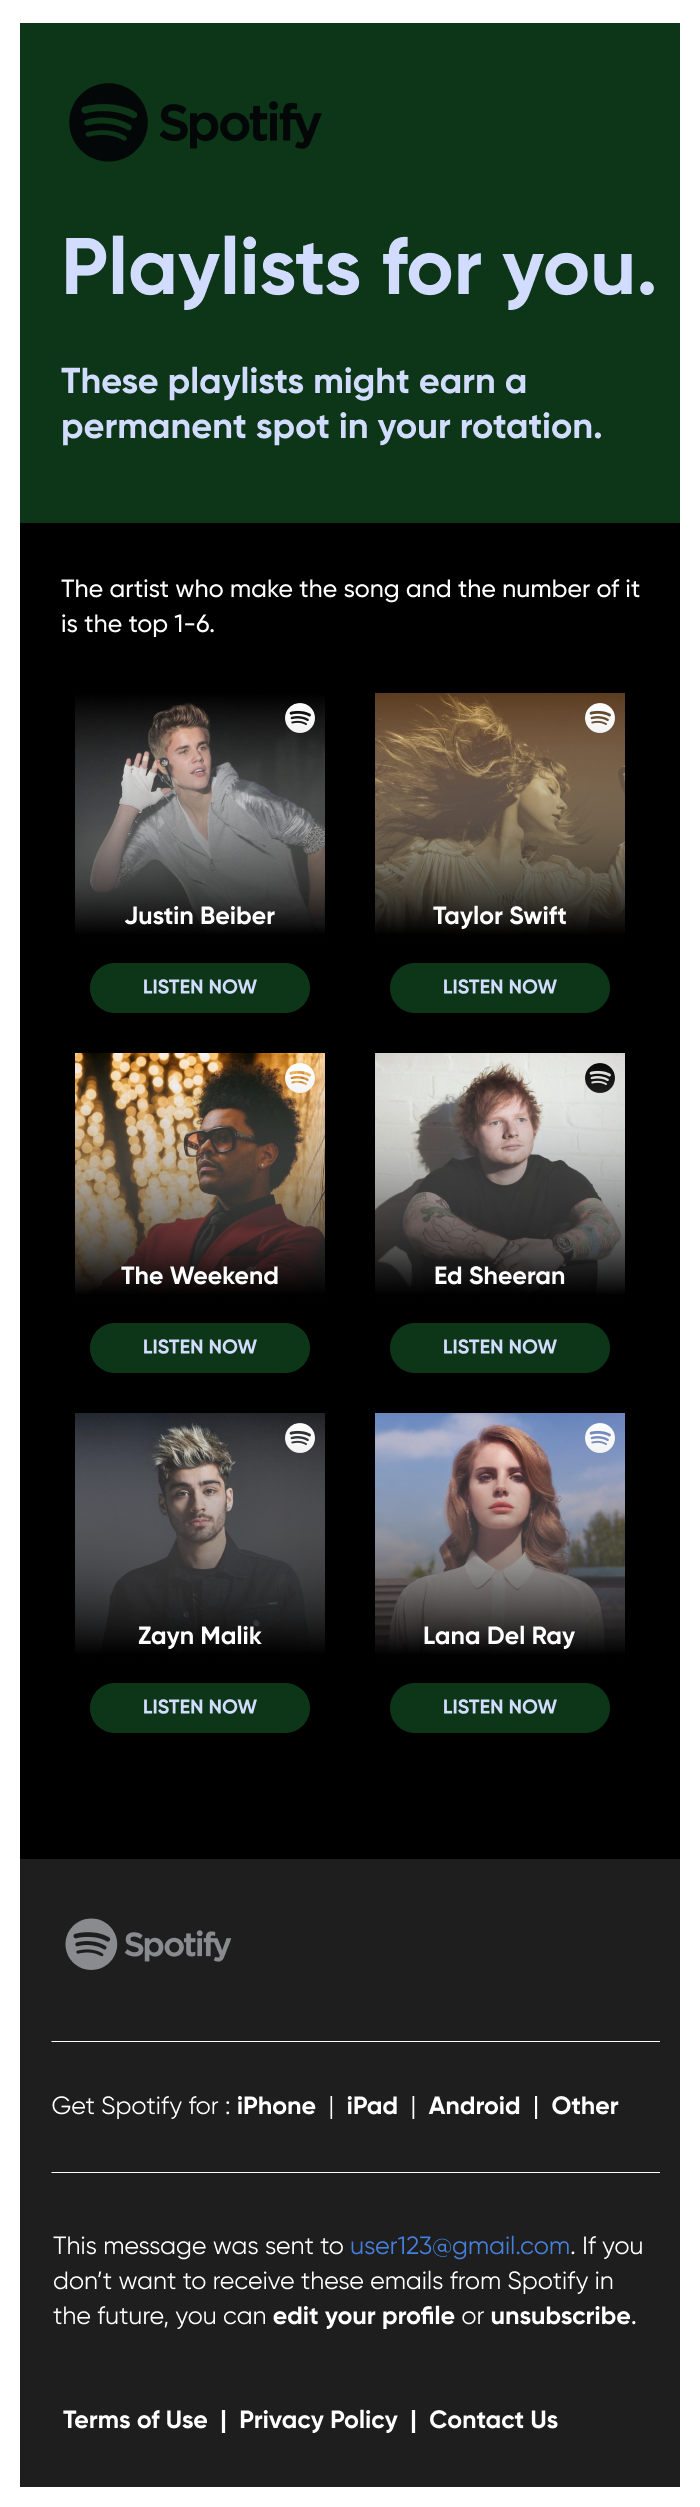 Spotify
Playlists for you.
These playlists might earn a
permanent spot in your rotation.
The artist who make the song and the number of it
is the top 1-6.
Justin Beiber
Taylor Swift
LISTEN NOW
LISTEN NOW
The Weekend
Ed Sheeran
LISTEN NOW
LISTEN NOW
Zayn Malik
Lana Del Ray
LISTEN NOW
LISTEN NOW
Spotify
Get Spotify for : iPhone | iPad | Android | Other
This message was sent to user123@gmail.com. If you
don't want to receive these emails from Spotify in
the future, you can edit your profile or unsubscribe.
Terms of Use | Privacy Policy | Contact Us